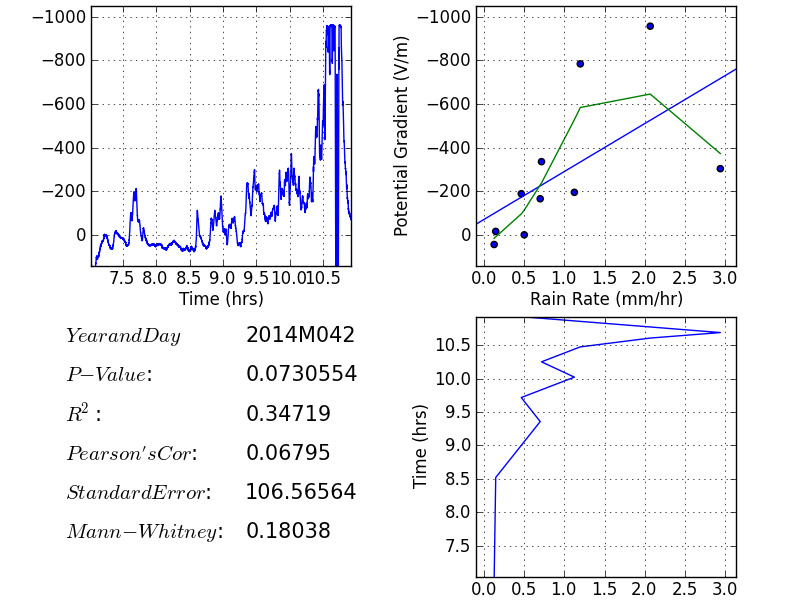 −1000
−800
−600
−400
−200
0
7.5 8.0 8.5 9.0 9.5 10.0 10.5
Time (hrs)
Potential Gradient (V/m)
−1000
−800
−600
−400
−200
0
0.0 0.5 1.0 1.5 2.0 2.5 3.0
Rain Rate (mm/hr)
YearandDay 2014M042
P−Value: 0.0730554
R²: 0.34719
Pearson'sCor: 0.06795
StandardError: 106.56564
Mann−Whitney: 0.18038
Time (hrs)
10.5
10.0
9.5
9.0
8.5
8.0
7.5
0.0 0.5 1.0 1.5 2.0 2.5 3.0